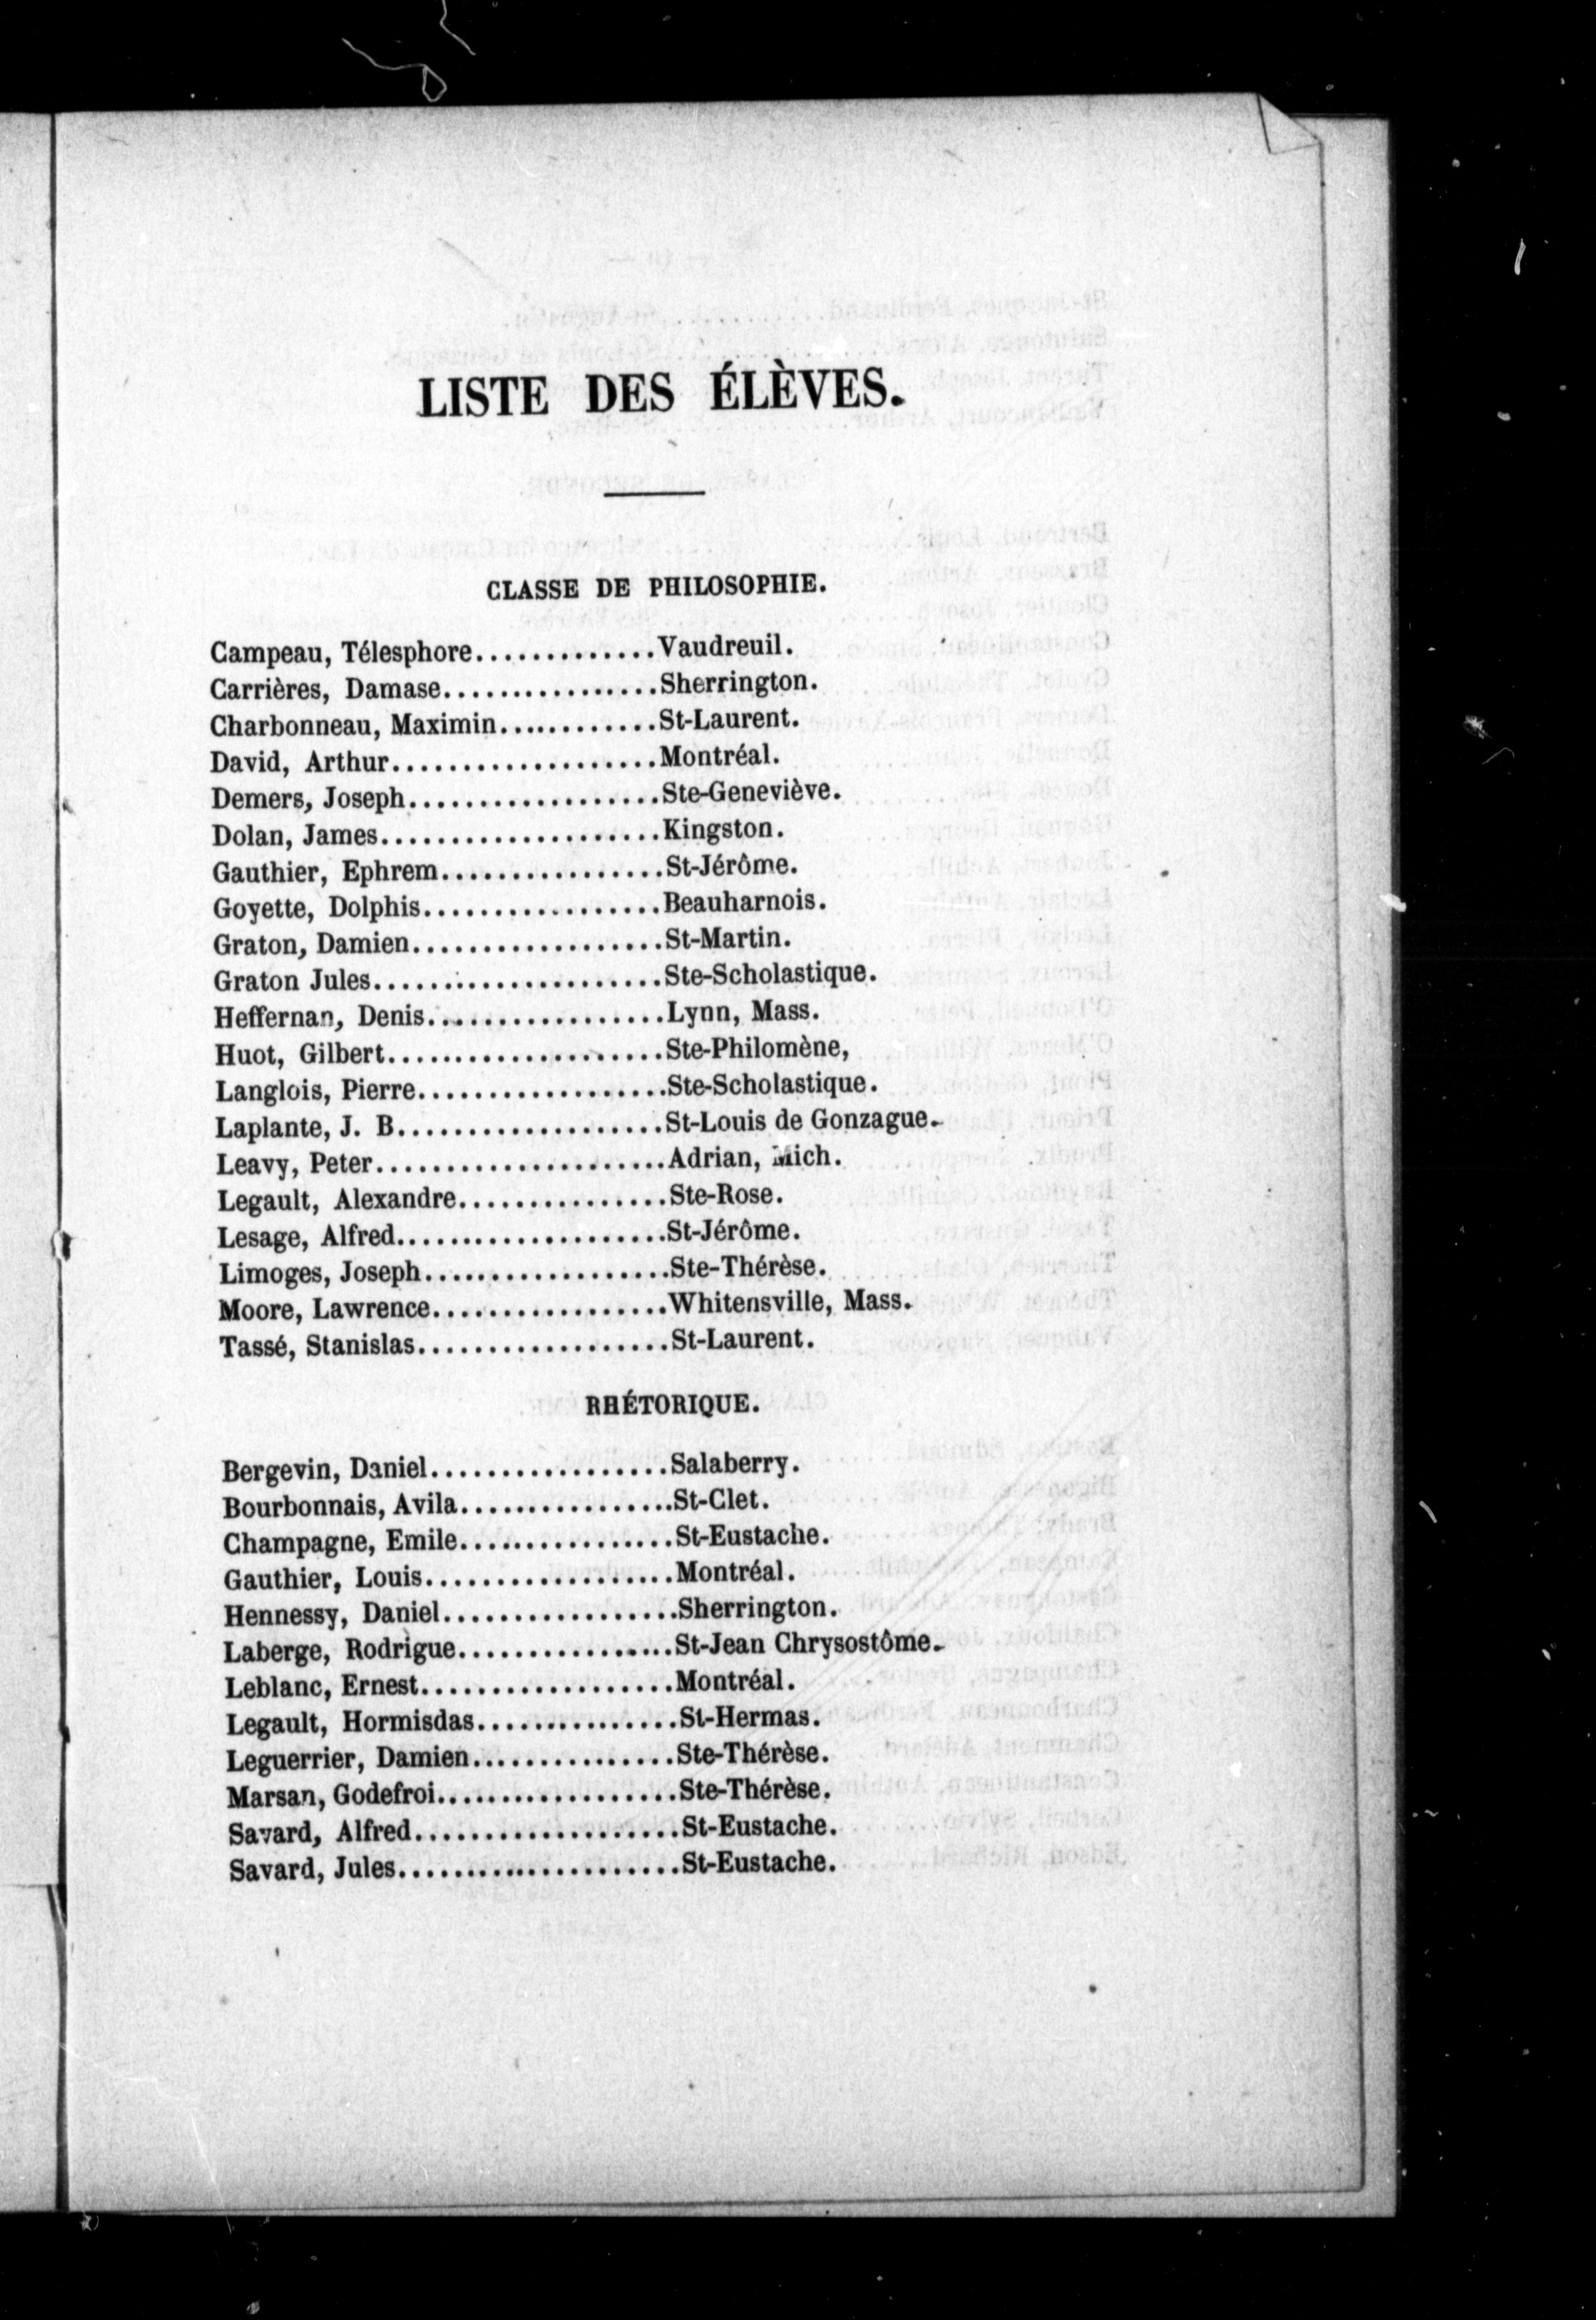 LISTE DES ÉLÈVES.
CLASSE DE PHILOSOPHIE.
Campeau, Télesphore.............Vaudreuil.
Carrières, Damase................Sherrington.
Charbonneau, Maximin............St-Laurent.
David, Arthur...................Montréal.
Demers, Joseph..................Ste-Geneviève.
Dolan, James....................Kingston.
Gauthier, Ephrem................St-Jérôme.
Goyette, Dolphis.................Beauharnois.
Graton, Damien..................St-Martin.
Graton Jules.....................Ste-Scholastique.
Heffernan, Denis.................Lynn, Mass.
Huot, Gilbert....................Ste-Philomène,
Langlois, Pierre..................Ste-Scholastique.
Laplante, J. B...................St-Louis de Gonzague.
Leavy, Peter.....................Adrian, Mich.
Legault, Alexandre...............Ste-Rose.
Lesage, Alfred...................St-Jérôme.
Limoges, Joseph..................Ste-Thérèse.
Moore, Lawrence.................Whitensville, Mass.
Tassé, Stanislas..................St-Laurent.
RHÉTORIQUE.
Bergevin, Daniel.................Salaberry.
Bourbonnais, Avila...............St-Clet.
Champagne, Emile................St-Eustache.
Gauthier, Louis..................Montréal.
Hennessy, Daniel.................Sherrington.
Laberge, Rodrigue................St-Jean Chrysostôme.
Leblanc, Ernest..................Montréal.
Legault, Hormisdas...............St-Hermas.
Leguerrier, Damien...............Ste-Thérèse.
Marsan, Godefroi.................Ste-Thérèse.
Savard, Alfred...................St-Eustache.
Savard, Jules....................St-Eustache.